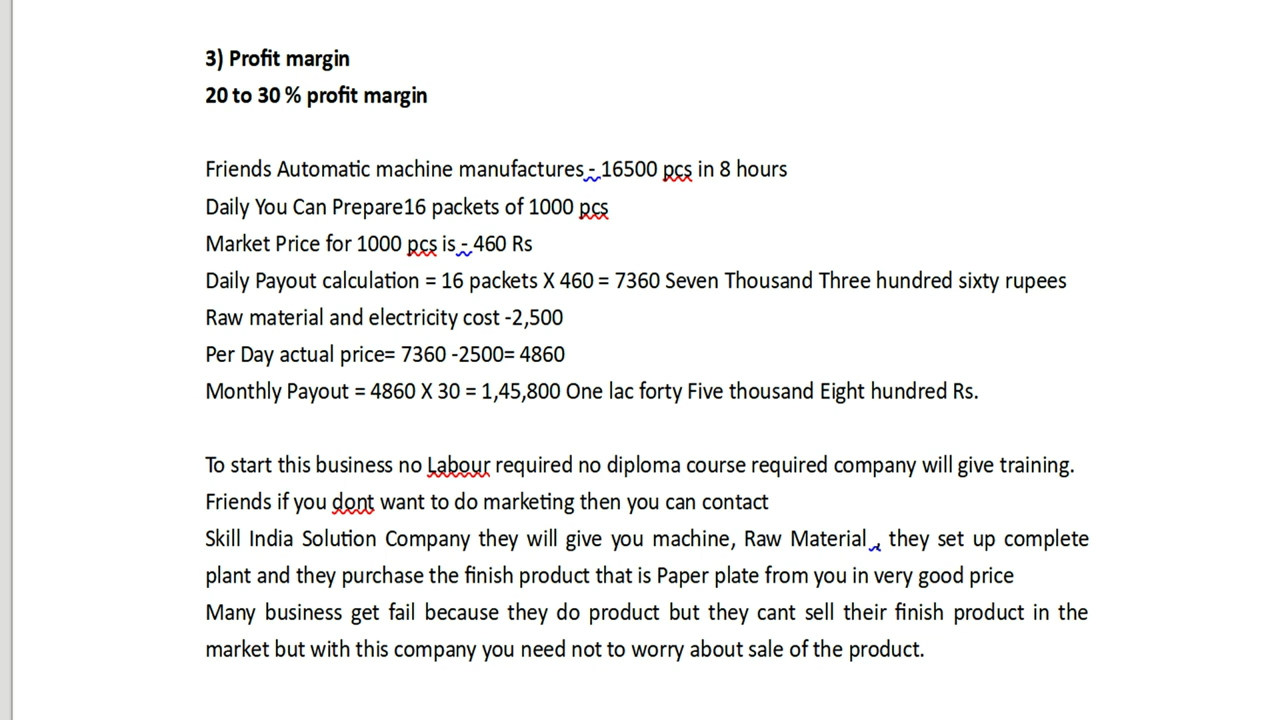 3) Profit margin
20 to 30 % profit margin
Friends Automatic machine manufactures - 16500 pcs in 8 hours
Daily You Can Prepare16 packets of 1000 pcs
Market Price for 1000 pcs is - 460 Rs
Daily Payout calculation = 16 packets X 460 = 7360 Seven Thousand Three hundred sixty rupees
Raw material and electricity cost -2,500
Per Day actual price= 7360 -2500= 4860
Monthly Payout = 4860 X 30 = 1,45,800 One lac forty Five thousand Eight hundred Rs.
To start this business no Labour required no diploma course required company will give training.
Friends if you dont want to do marketing then you can contact
Skill India Solution Company they will give you machine, Raw Material , they set up complete
plant and they purchase the finish product that is Paper plate from you in very good price
Many business get fail because they do product but they cant sell their finish product in the
market but with this company you need not to worry about sale of the product.